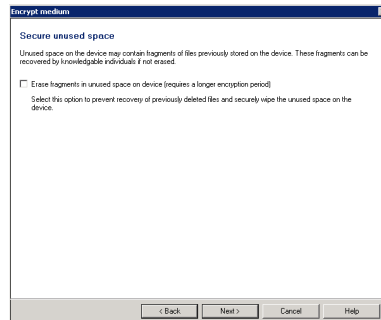 Encrypt medium
Secure unused space
Unused space on the device may contain fragments of files previously stored on the device. These fragments can be
recovered by knowledgable individuals if not erased.
Erase fragments in unused space on device (requires a longer encryption period)
Select this option to prevent recovery of previously deleted files and securely wipe the unused space on the
device.
< Back Next > Cancel Help